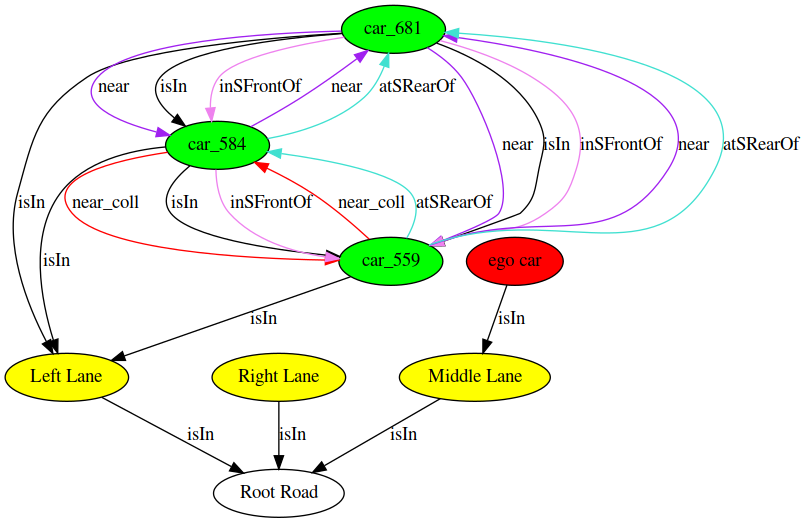 car_681
near
isIn
inSFrontOf
near
atSRearOf
car_584
near
isIn
inSFrontOf
near
atSRearOf
isIn
near_coll
isIn
inSFrontOf
near_coll
atSRearOf
isIn
car_559
ego car
isIn
isIn
Left Lane
Right Lane
Middle Lane
isIn
isIn
isIn
Root Road